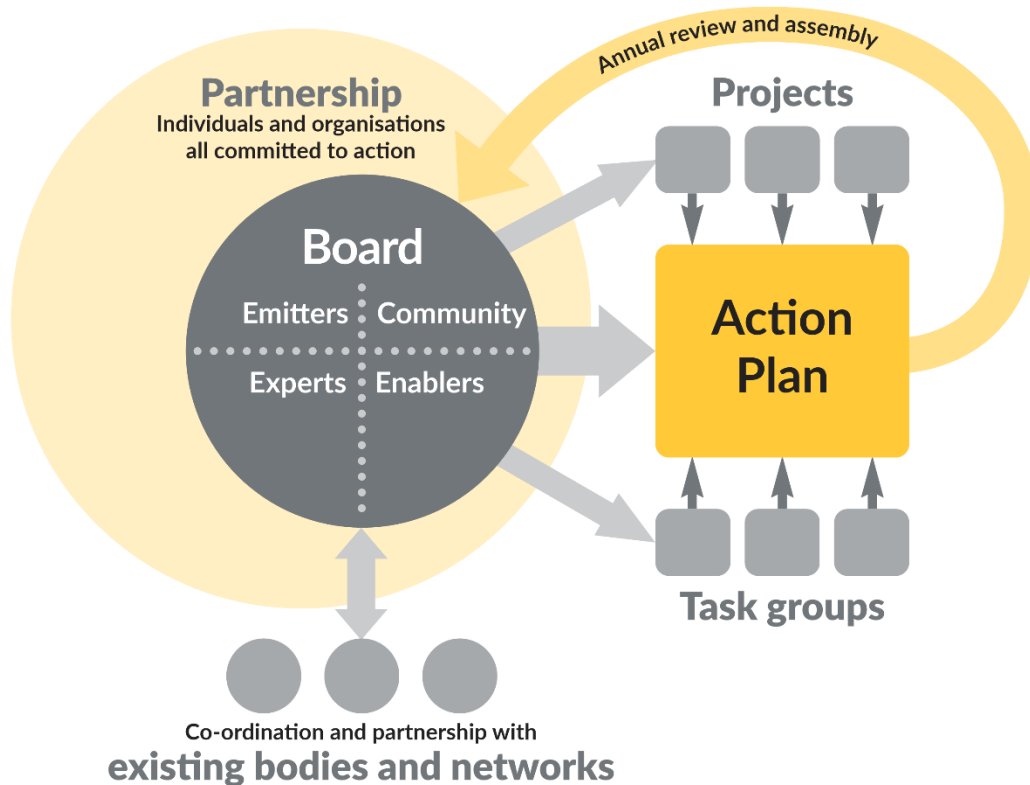 Annual review and assembly
Partnership
Individuals and organisations
all committed to action
Projects
Board
Emitters
Community
Experts
Enablers
Action
Plan
Task groups
Co-ordination and partnership with
existing bodies and networks